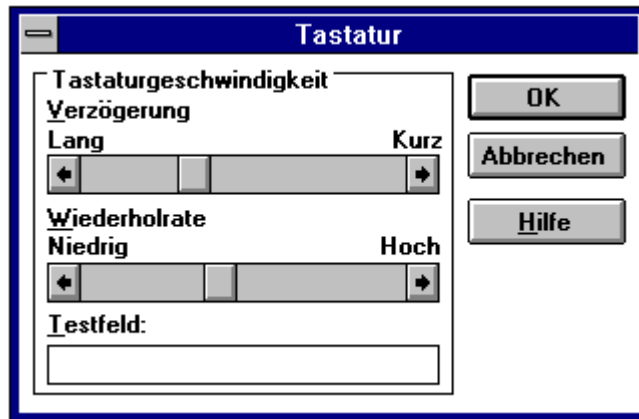 Tastatur
Tastaturgeschwindigkeit
Verzögerung
Lang Kurz
Wiederholrate
Niedrig Hoch
Testfeld:
OK
Abbrechen
Hilfe